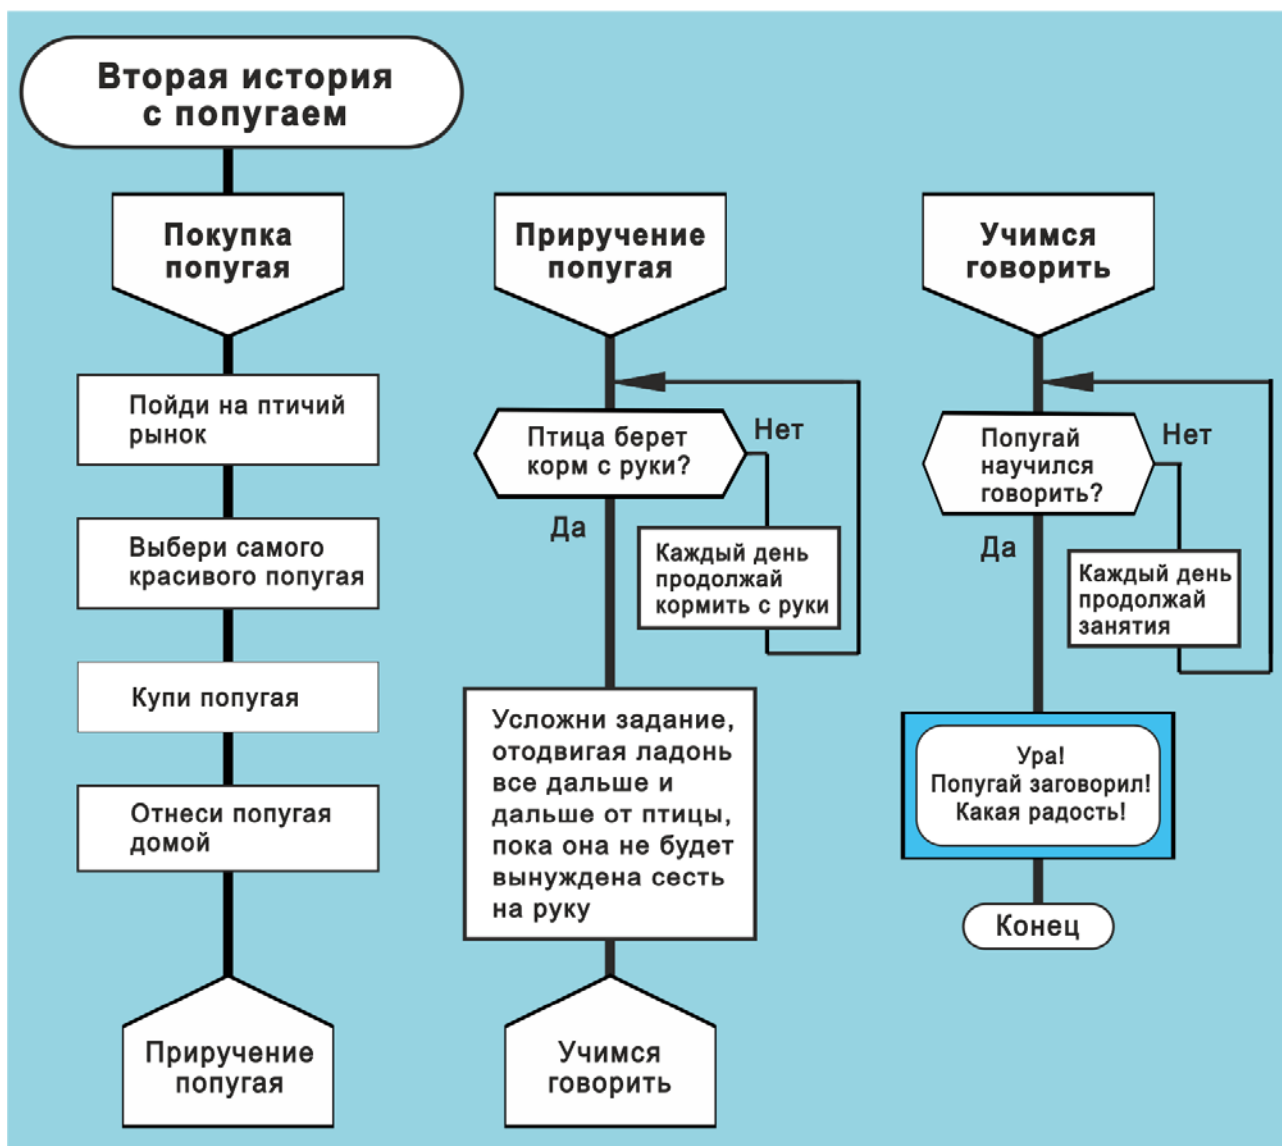 Вторая история
с попугаем
Покупка
попугая
Пойди на птичий
рынок
Выбери самого
красивого попугая
Купи попугая
Отнеси попугая
домой
Приручение
попугая
Приручение
попугая
Птица берет
корм с руки?
Нет
Да
Каждый день
продолжай
кормить с руки
Усложни задание,
отодвигая ладонь
все дальше и
дальше от птицы,
пока она не будет
вынуждена сесть
на руку
Учимся
говорить
Учимся
говорить
Попугай
научился
говорить?
Нет
Да
Каждый день
продолжай
занятия
Ура!
Попугай заговорил!
Какая радость!
Конец